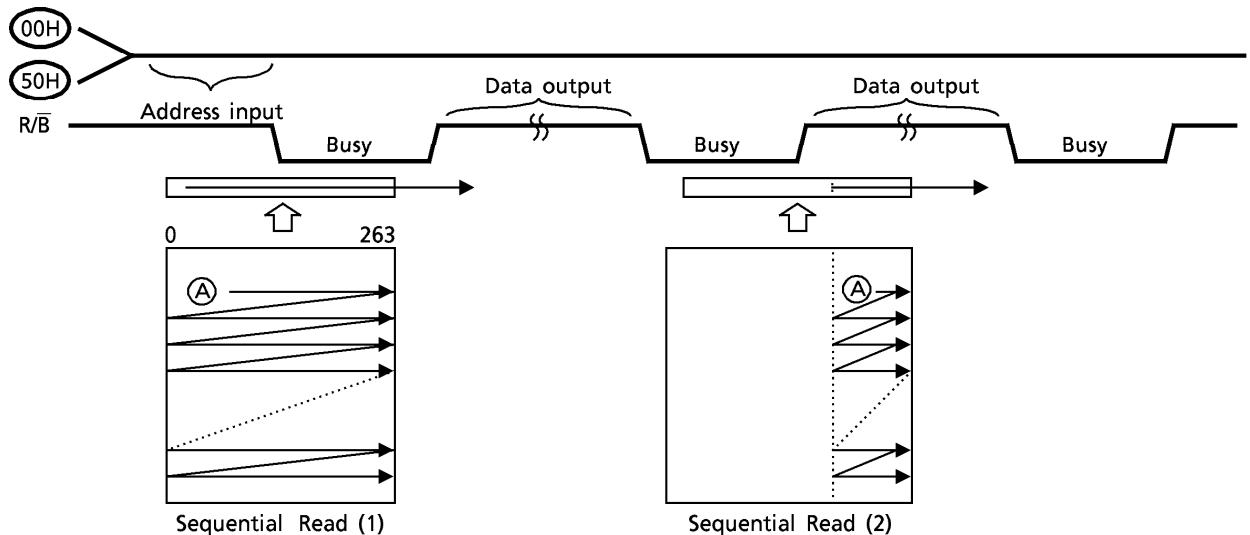 00H
50H
Address input
Data output
Data output
R/B̅
Busy
Busy
Busy
0 263
A
A
Sequential Read (1)
Sequential Read (2)